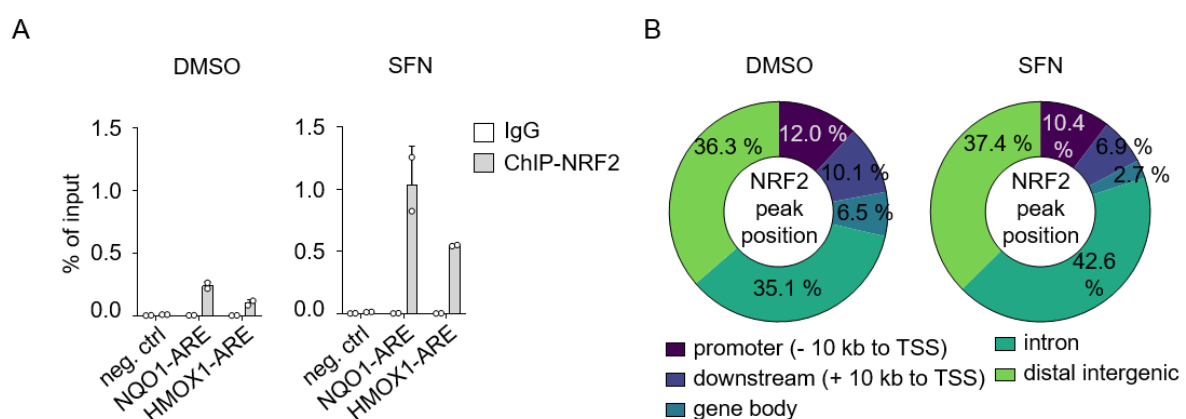 A
DMSO
SFN
% of input
1.5
1.0
0.5
0.0
neg. ctrl
NQO1-ARE
HMOX1-ARE
1.5
1.0
0.5
0.0
neg. ctrl
NQO1-ARE
HMOX1-ARE
IgG
ChIP-NRF2
B
DMSO
12.0 %
10.1 %
6.5 %
35.1 %
36.3 %
NRF2
peak
position
SFN
10.4
%
6.9 %
2.7 %
42.6
%
37.4 %
NRF2
peak
position
promoter (- 10 kb to TSS)
downstream (+ 10 kb to TSS)
gene body
intron
distal intergenic